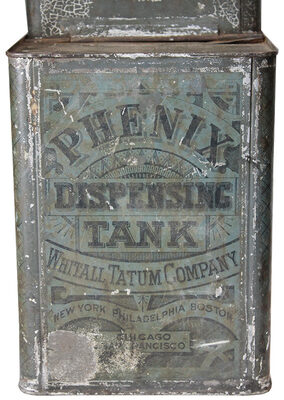 PHENIX
DISPENSING
TANK
WHITALL TATUM COMPANY
NEW YORK PHILADELPHIA BOSTON
CHICAGO
SAN FRANCISCO